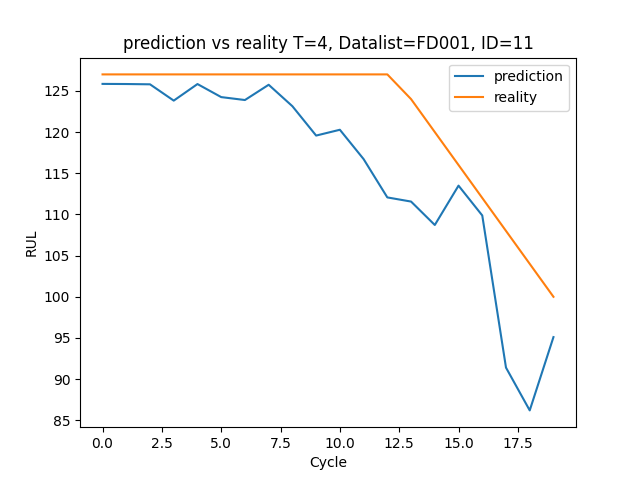 prediction vs reality T=4, Datalist=FD001, ID=11
prediction
reality
RUL
125
120
115
110
105
100
95
90
85
0.0 2.5 5.0 7.5 10.0 12.5 15.0 17.5
Cycle